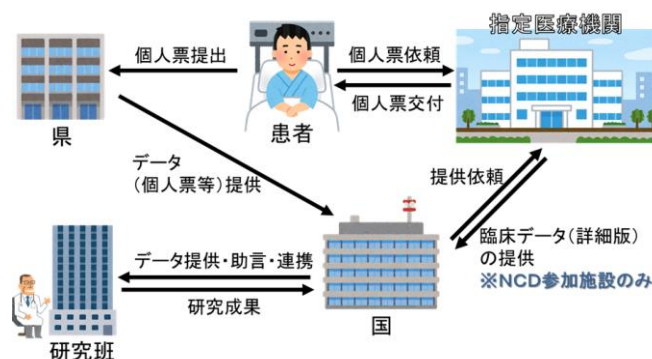 指定医療機関
個人票提出
個人票依頼
個人票交付
県
患者
データ
(個人票等)提供
提供依頼
臨床データ(詳細版)
の提供
※NCD参加施設のみ
データ提供・助言・連携
研究成果
国
研究班